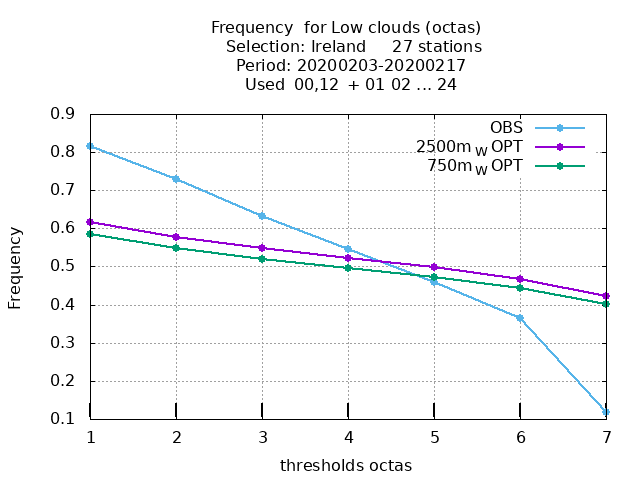 Frequency  for Low clouds (octas)
Selection: Ireland     27 stations
Period: 20200203-20200217
Used  00,12  + 01 02 ... 24
OBS
2500m W OPT
750m W OPT
Frequency
0.9
0.8
0.7
0.6
0.5
0.4
0.3
0.2
0.1
1 2 3 4 5 6 7
thresholds octas